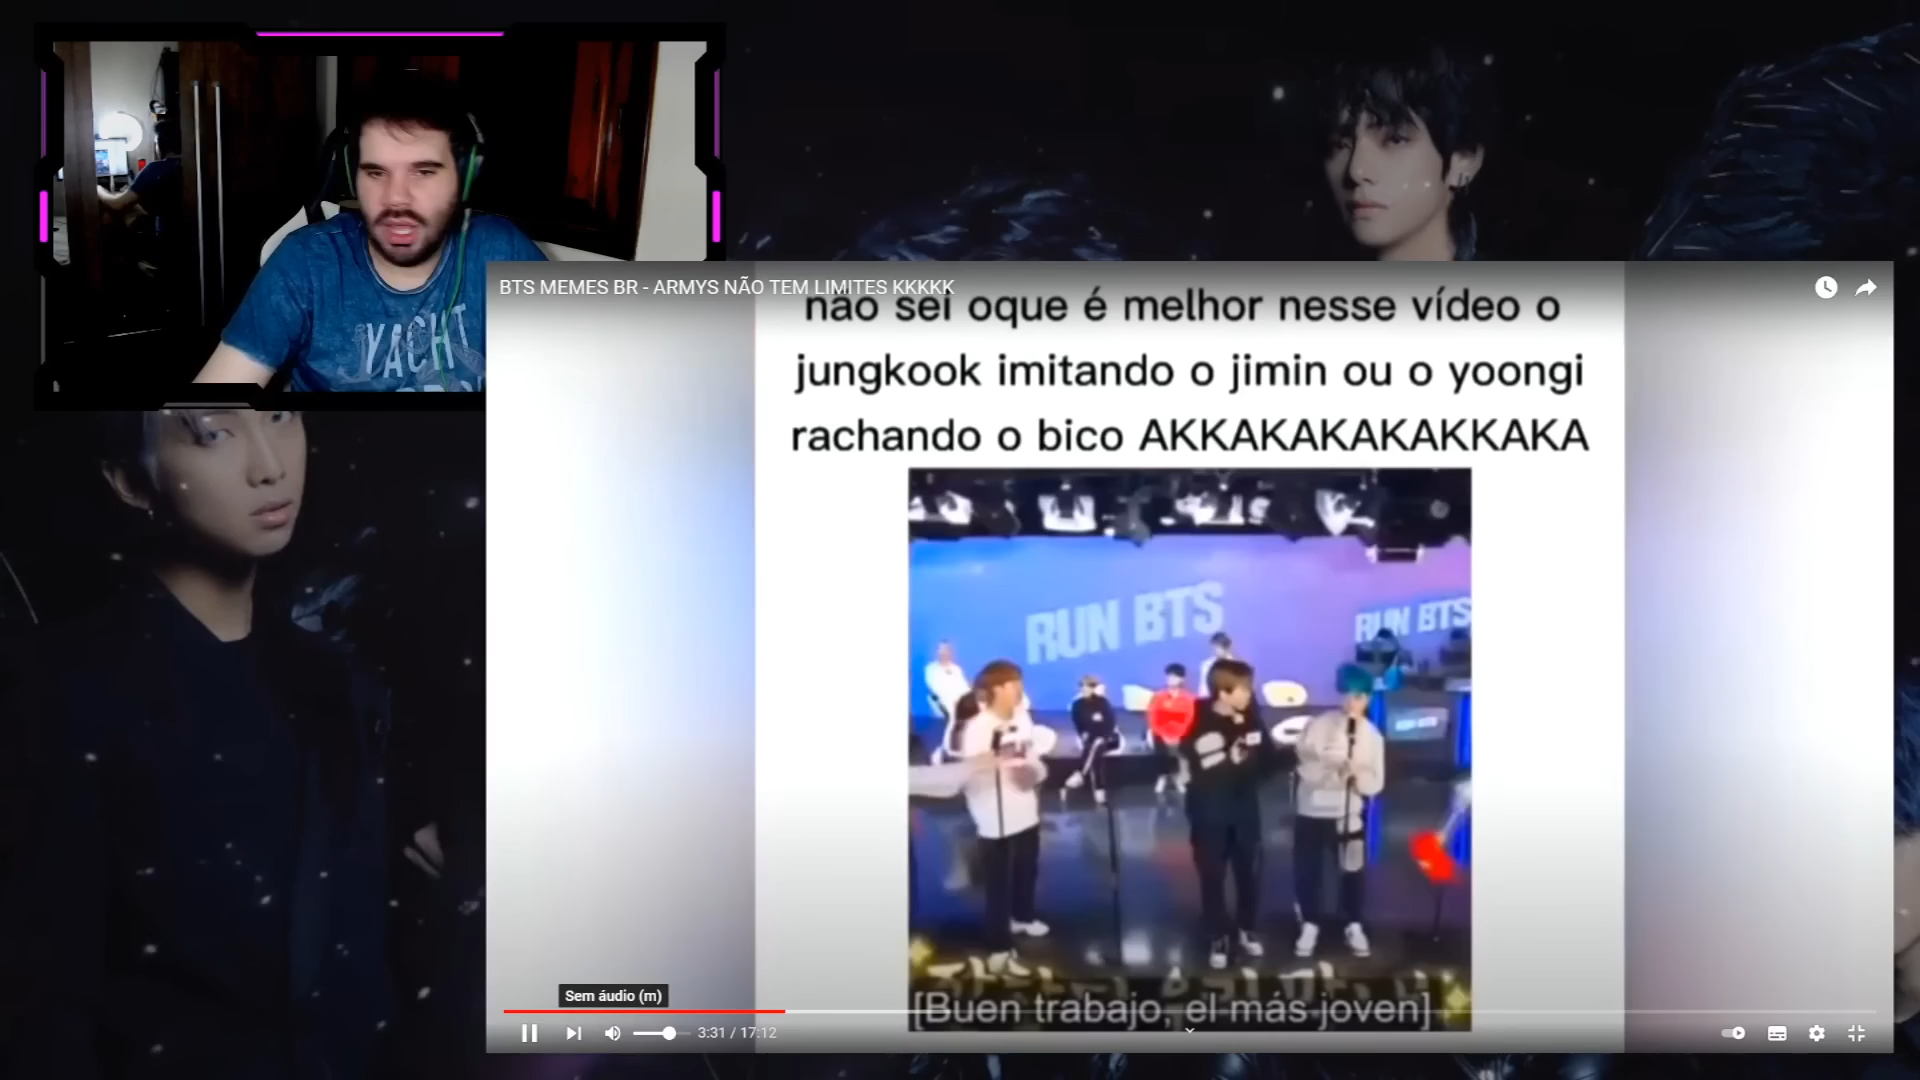 BTS MEMES BR - ARMYS NÃO TEM LIMITES KKKKK
não sei oque é melhor nesse vídeo o
jungkook imitando o jimin ou o yoongi
rachando o bico AKKAKAKAKAKKAKA
YACHT
RUN BTS
RUN BTS
[Buen trabajo, el más joven]
Sem áudio (m)
3:31 / 17:12